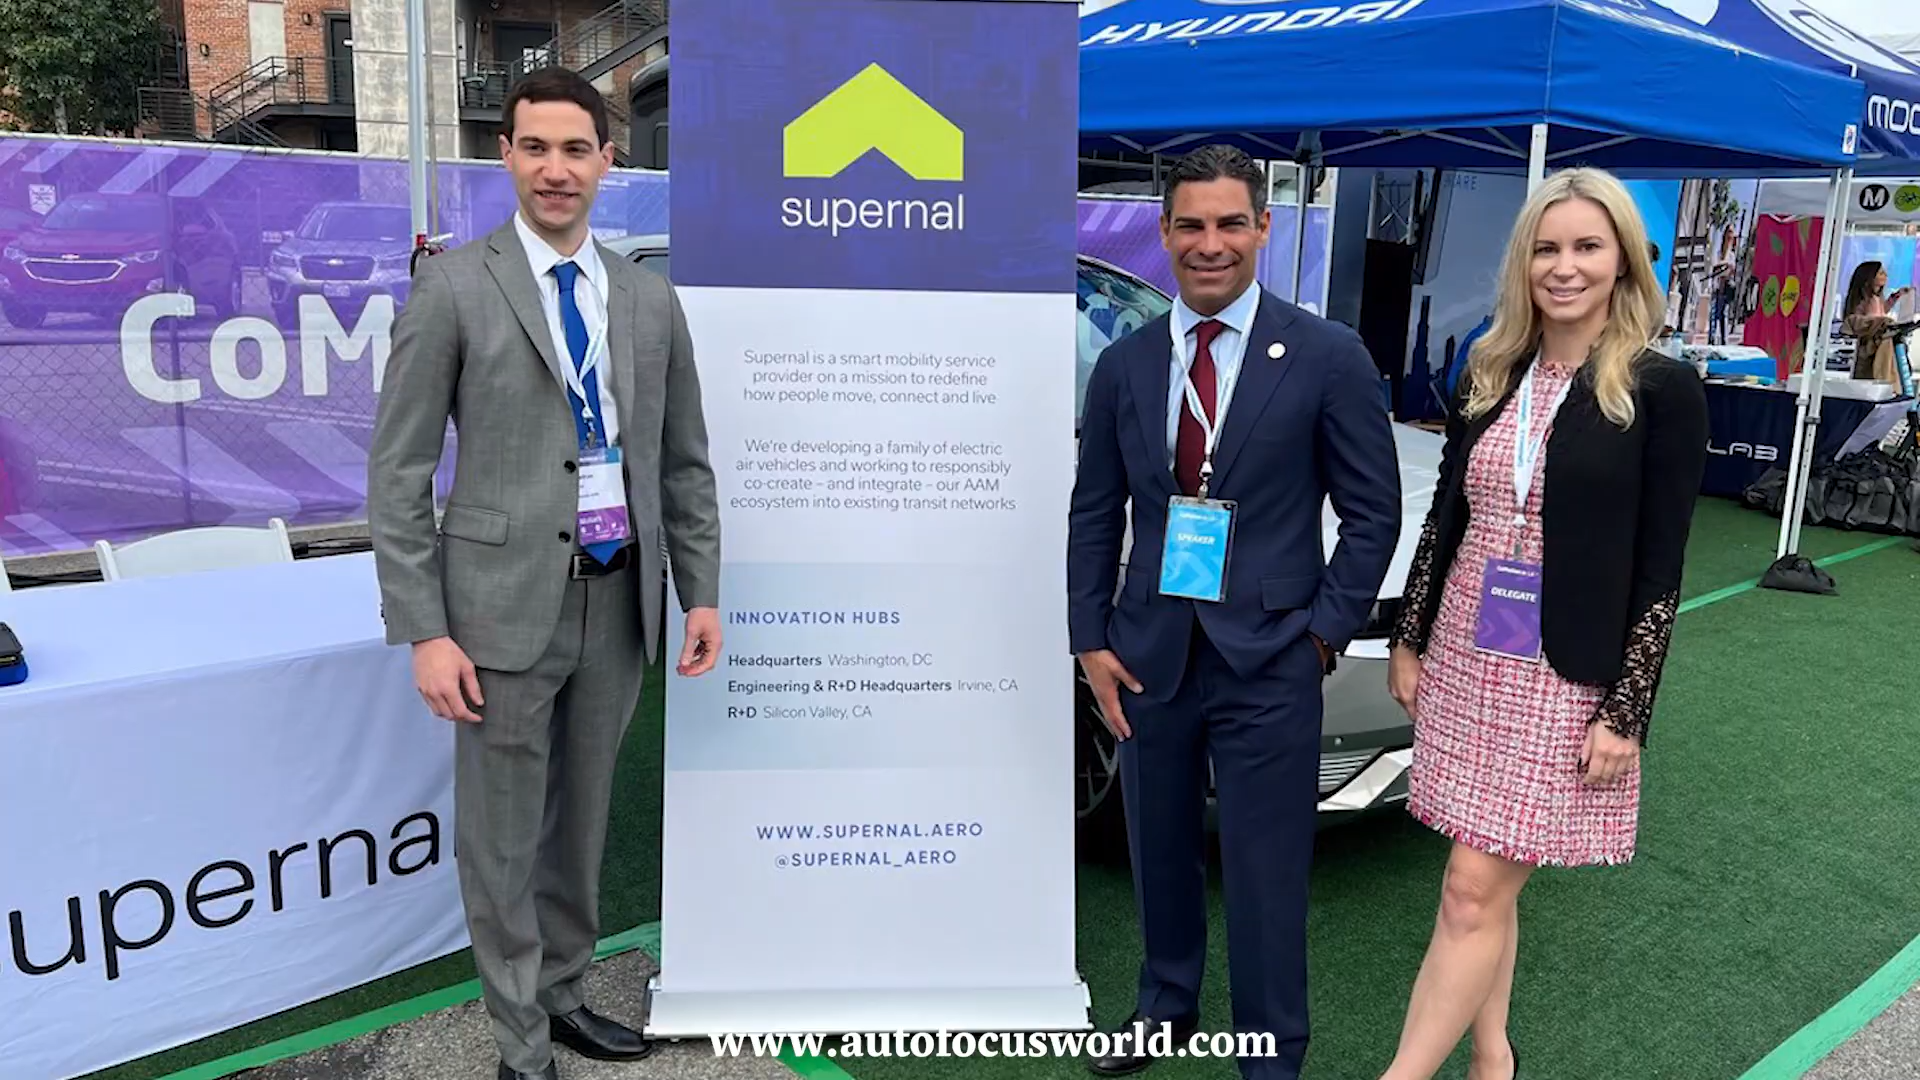 HYUNDAI
MOC
supernal
CoM
SPEAKER
DELEGATE
LAB
Supernal is a smart mobility service
provider on a mission to redefine
how people move, connect and live
We're developing a family of electric
air vehicles and working to responsibly
co-create – and integrate – our AAM
ecosystem into existing transit networks
INNOVATION HUBS
Headquarters Washington, DC
Engineering & R+D Headquarters Irvine, CA
R+D Silicon Valley, CA
WWW.SUPERNAL.AERO
@SUPERNAL_AERO
upernal
www.autofocusworld.com